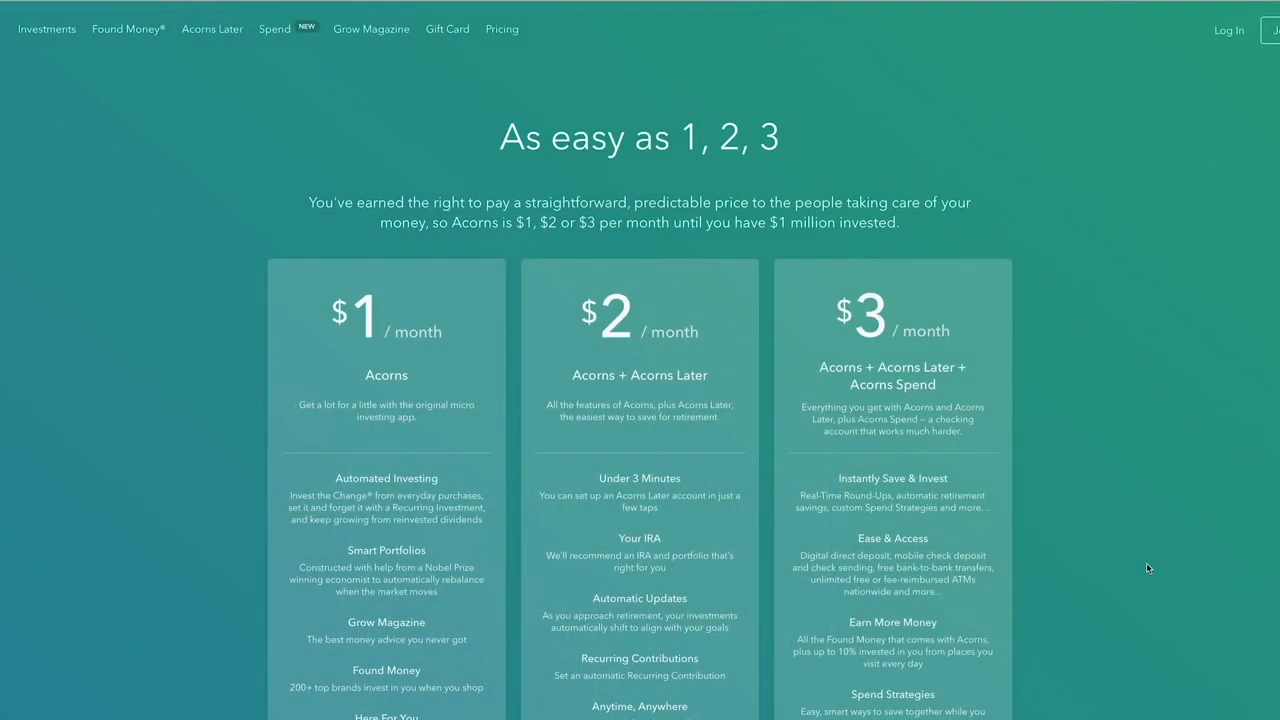 Investments Found Money® Acorns Later Spend NEW Grow Magazine Gift Card Pricing Log In
As easy as 1, 2, 3
You've earned the right to pay a straightforward, predictable price to the people taking care of your
money, so Acorns is $1, $2 or $3 per month until you have $1 million invested.
$1 / month
Acorns
Get a lot for a little with the original micro
investing app.
Automated Investing
Invest the Change® from everyday purchases,
set it and forget it with a Recurring Investment,
and keep growing from reinvested dividends
Smart Portfolios
Constructed with help from a Nobel Prize
winning economist to automatically rebalance
when the market moves
Grow Magazine
The best money advice you never got
Found Money
200+ top brands invest in you when you shop
Here For You
$2 / month
Acorns + Acorns Later
All the features of Acorns, plus Acorns Later,
the easiest way to save for retirement.
Under 3 Minutes
You can set up an Acorns Later account in just a
few taps
Your IRA
We'll recommend an IRA and portfolio that's
right for you
Automatic Updates
As you approach retirement, your investments
automatically shift to align with your goals
Recurring Contributions
Set an automatic Recurring Contribution
Anytime, Anywhere
$3 / month
Acorns + Acorns Later +
Acorns Spend
Everything you get with Acorns and Acorns
Later, plus Acorns Spend – a checking
account that works much harder.
Instantly Save & Invest
Real-Time Round-Ups, automatic retirement
savings, custom Spend Strategies and more...
Ease & Access
Digital direct deposit, mobile check deposit
and check sending, free bank-to-bank transfers,
unlimited free or fee-reimbursed ATMs
nationwide and more...
Earn More Money
All the Found Money that comes with Acorns,
plus up to 10% invested in you from places you
visit every day
Spend Strategies
Easy, smart ways to save together while you